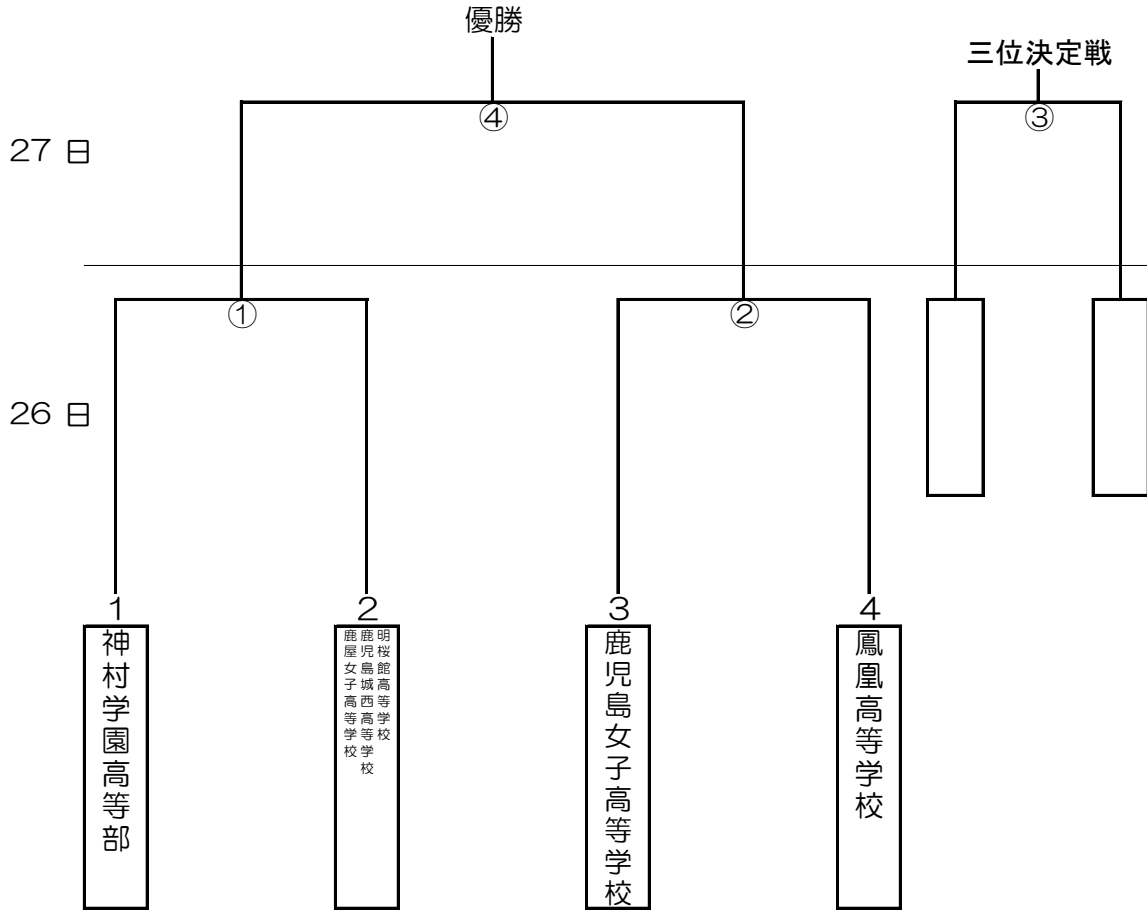 優勝
三位決定戦
④
③
27 日
①
②
26 日
1
2
3
4
神村学園高等部
明桜館高等学校
鹿児島城西高等学校
鹿屋女子高等学校
鹿児島女子高等学校
鳳凰高等学校